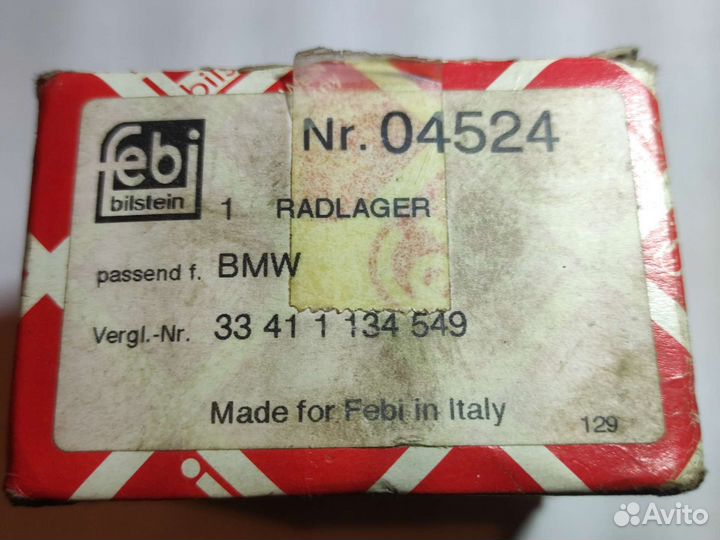 bilstein
febi
bilstein
Nr. 04524
1 RADLAGER
passend f. BMW
Vergl.-Nr. 33 41 1 134 549
Made for Febi in Italy
129
Avito